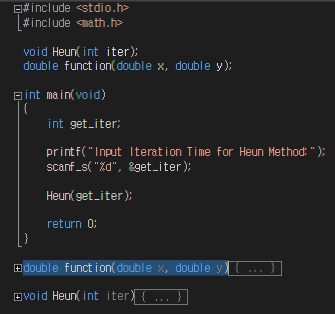 #include <stdio.h>
#include <math.h>
void Heun(int iter);
double function(double x, double y);
int main(void)
{
int get_iter;
printf("Input Iteration Time for Heun Method:");
scanf_s("%d", &get_iter);
Heun(get_iter);
return 0;
}
double function(double x, double y) { ... }
void Heun(int iter) { ... }